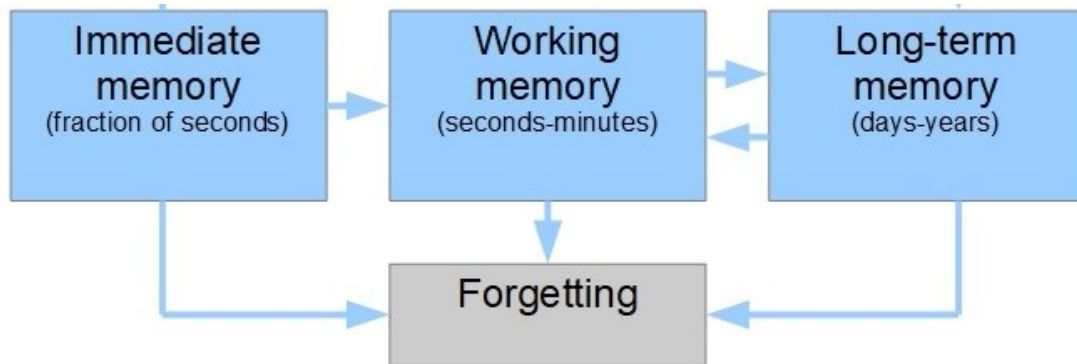 Immediate
memory
(fraction of seconds)
Working
memory
(seconds-minutes)
Long-term
memory
(days-years)
Forgetting